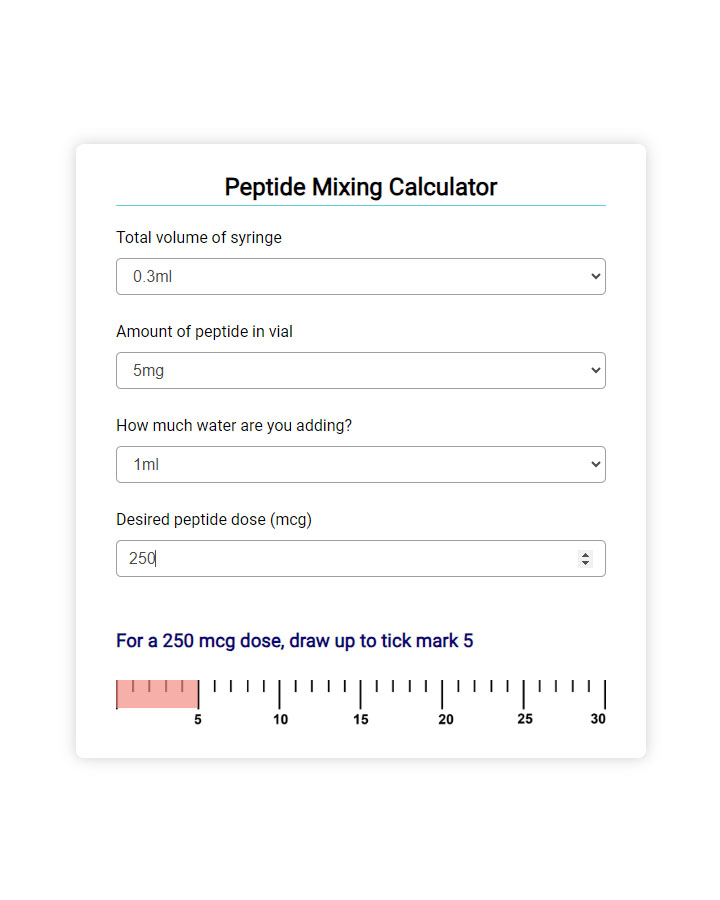 Peptide Mixing Calculator
Total volume of syringe
0.3ml
Amount of peptide in vial
5mg
How much water are you adding?
1ml
Desired peptide dose (mcg)
250
For a 250 mcg dose, draw up to tick mark 5
5 10 15 20 25 30